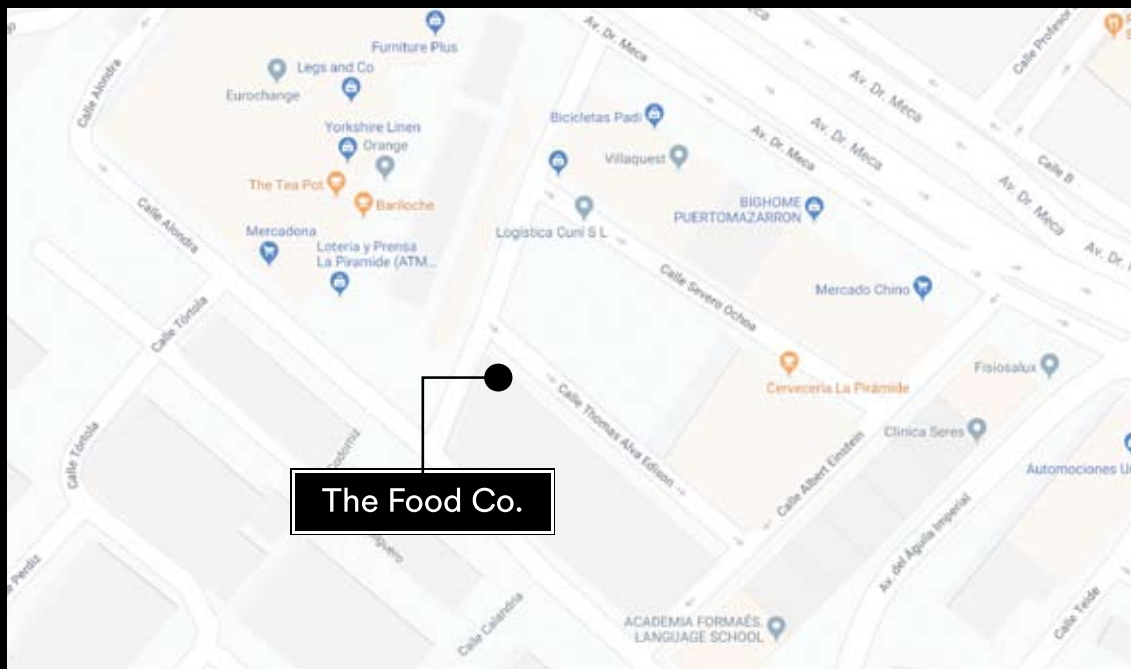 Furniture Plus
Av. Dr. Meca
Meca
Calle Profesor
Calle Alondra
Legs and Co
Eurochange
Av. Dr. Meca
Yorkshire Linen
Orange
Bicicletas Padi
Av. Dr. Meca
Av. Dr. Meca
Villaquest
Calle B
The Tea Pot
Bariloche
BIGHOME
PUERTOMAZARRON
Av. Dr. Meca
Calle Alondra
Mercadona
Loteria y Prensa
La Piramide (ATM...
Logistica Cuni S L
Av. Dr.
Calle Severo Ochoa
Mercado Chino
Calle Tórtola
Fisiosalux
Cerveceria La Pirámide
Calle Thomas Alva Edison
Calle Tórtola
Codorniz
Clinica Seres
Calle Albert Einstein
Automociones U
The Food Co.
Av. del Águila Imperial
Perdiz
Calle Calandria
Calle Teide
ACADEMIA FORMAÉS.
LANGUAGE SCHOOL